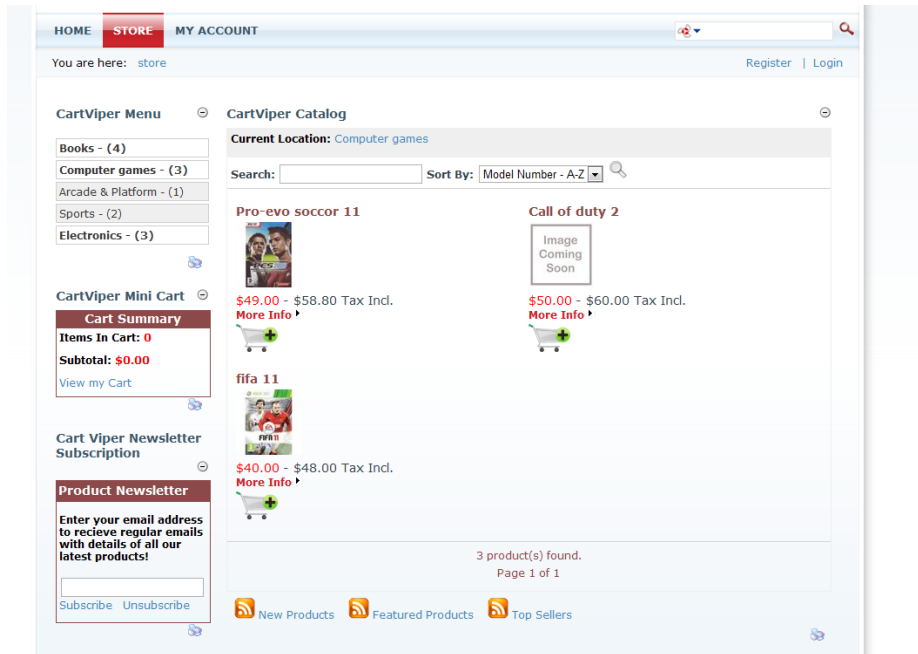 HOME STORE MY ACCOUNT
You are here: store
Register | Login
CartViper Menu
Books - (4)
Computer games - (3)
Arcade & Platform - (1)
Sports - (2)
Electronics - (3)
CartViper Mini Cart
Cart Summary
Items In Cart: 0
Subtotal: $0.00
View my Cart
Cart Viper Newsletter
Subscription
Product Newsletter
Enter your email address
to recieve regular emails
with details of all our
latest products!
Subscribe Unsubscribe
CartViper Catalog
Current Location: Computer games
Search: Sort By: Model Number - A-Z
Pro-evo soccor 11
$49.00 - $58.80 Tax Incl.
More Info
Call of duty 2
Image
Coming
Soon
$50.00 - $60.00 Tax Incl.
More Info
fifa 11
FIFA 11
$40.00 - $48.00 Tax Incl.
More Info
3 product(s) found.
Page 1 of 1
New Products Featured Products Top Sellers